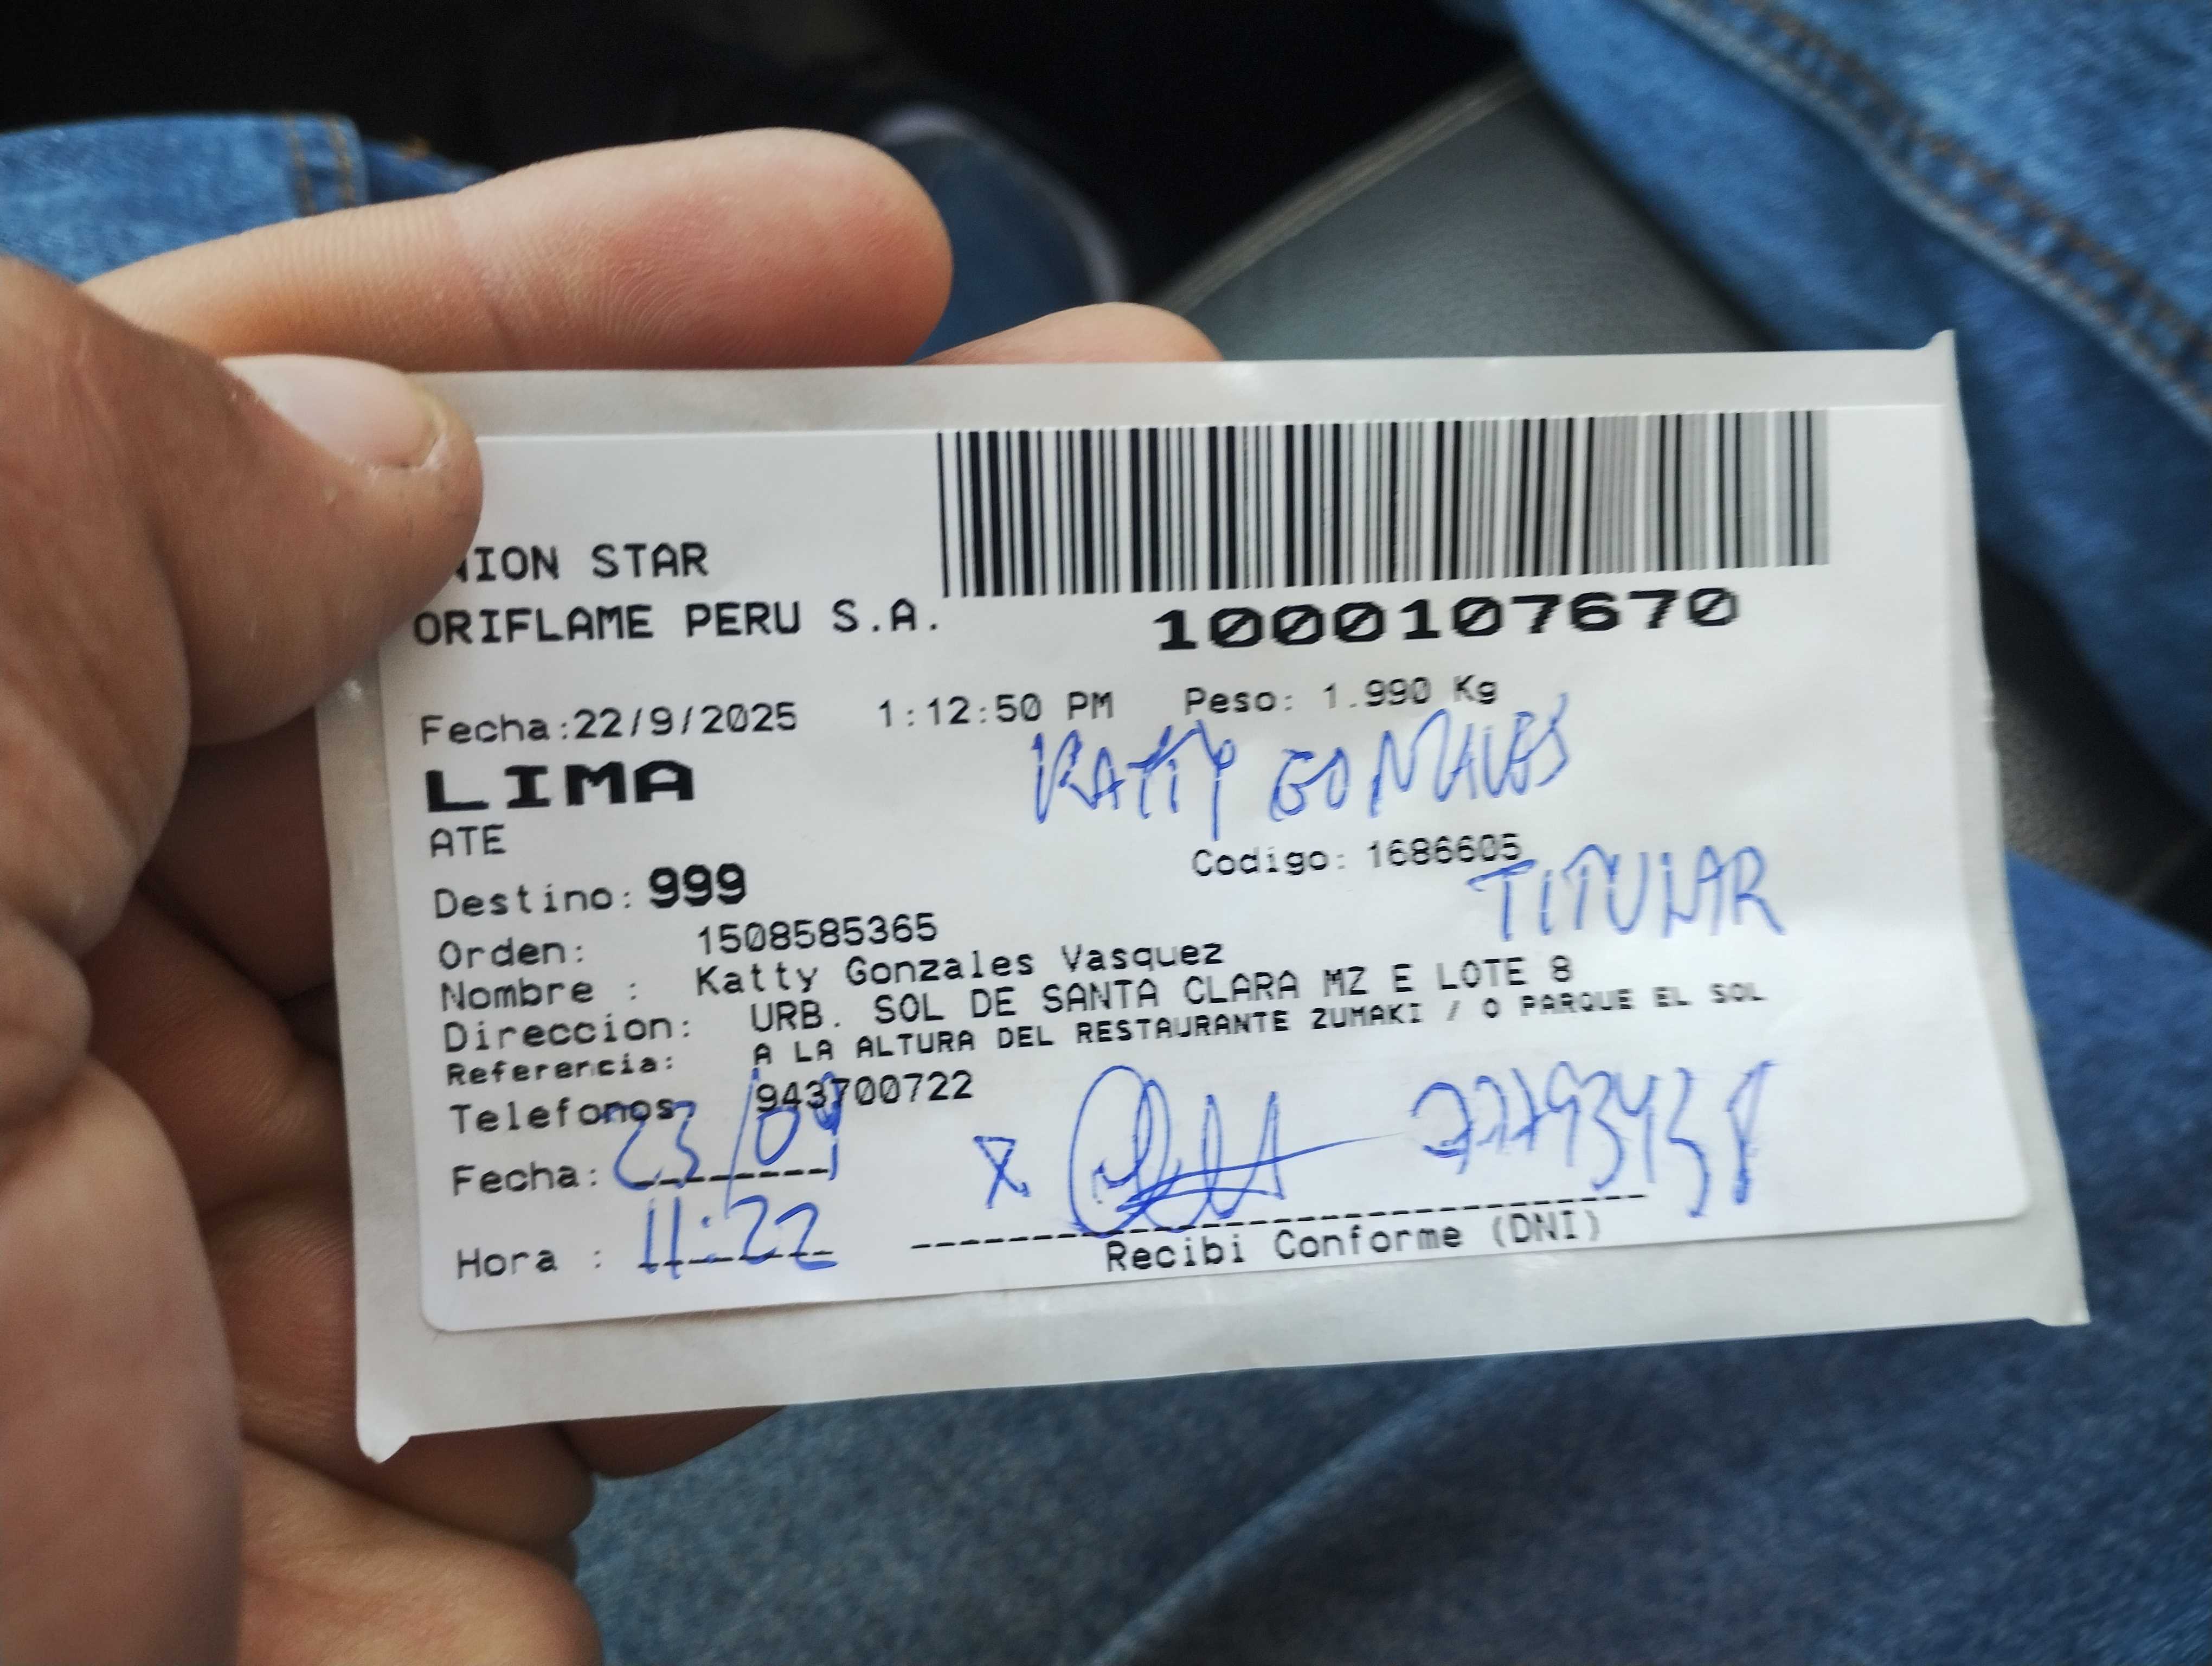 NION STAR
ORIFLAME PERU S.A.
1000107670
Fecha:22/9/2025 1:12:50 PM Peso: 1.990 Kg
LIMA
KATTY GONZALES
ATE
Codigo: 1686605
TITULAR
Destino: 999
Orden: 1508585365
Nombre : Katty Gonzales Vasquez
Direccion: URB. SOL DE SANTA CLARA MZ E LOTE 8
Referencia: A LA ALTURA DEL RESTAURANTE ZUMAKI / O PARQUE EL SOL
Telefonos: 943700722
Fecha: 23/09
X
Hora : 11:22
Recibi Conforme (DNI)